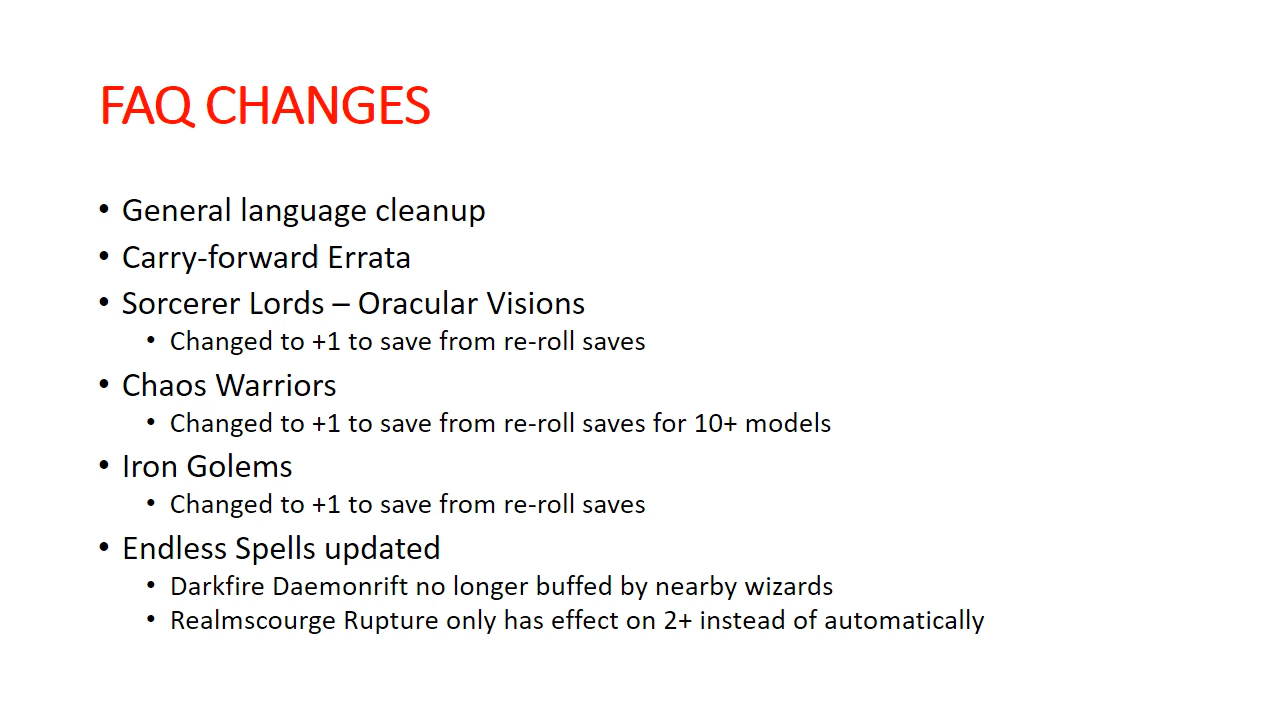 FAQ CHANGES
• General language cleanup
• Carry-forward Errata
• Sorcerer Lords – Oracular Visions
• Changed to +1 to save from re-roll saves
• Chaos Warriors
• Changed to +1 to save from re-roll saves for 10+ models
• Iron Golems
• Changed to +1 to save from re-roll saves
• Endless Spells updated
• Darkfire Daemonrift no longer buffed by nearby wizards
• Realmscourge Rupture only has effect on 2+ instead of automatically